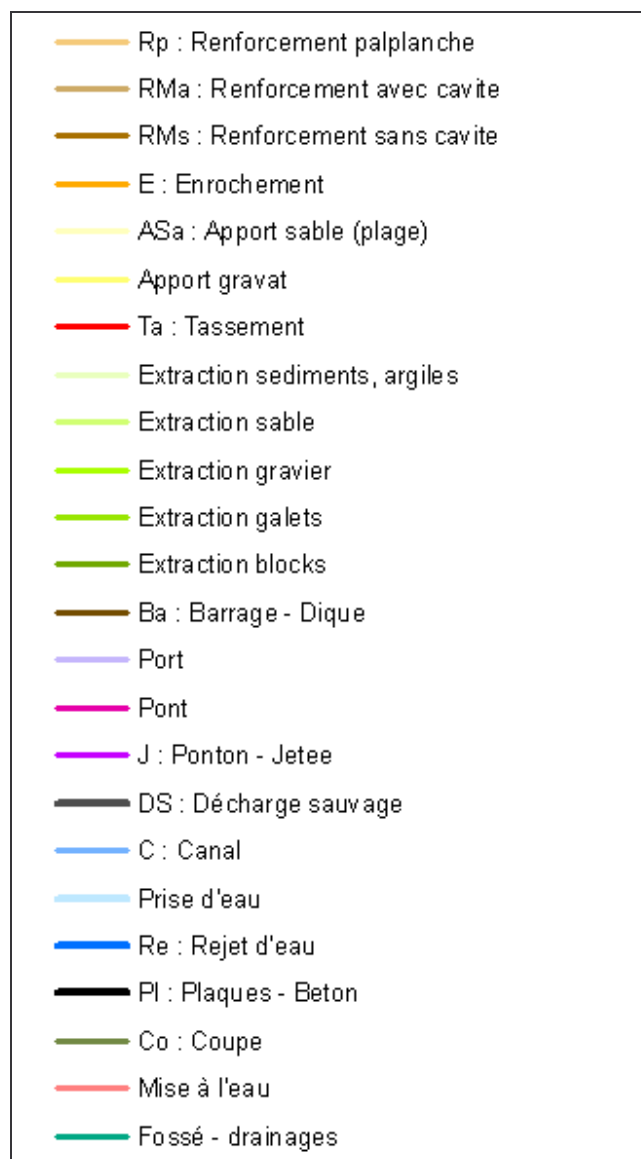 Rp : Renforcement palplanche
RMa : Renforcement avec cavite
RMs : Renforcement sans cavite
E : Enrochement
ASa : Apport sable (plage)
Apport gravat
Ta : Tassement
Extraction sediments, argiles
Extraction sable
Extraction gravier
Extraction galets
Extraction blocks
Ba : Barrage - Dique
Port
Pont
J : Ponton - Jetee
DS : Décharge sauvage
C : Canal
Prise d'eau
Re : Rejet d'eau
Pl : Plaques - Beton
Co : Coupe
Mise à l'eau
Fossé - drainages